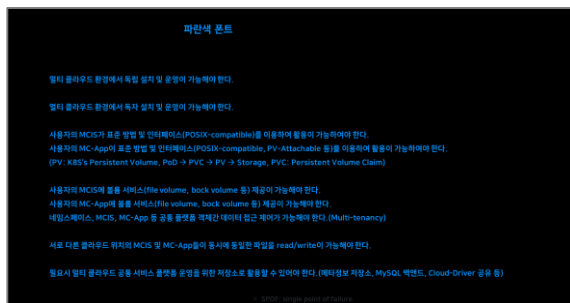 파란색 폰트
멀티 클라우드 환경에서 독립 설치 및 운영이 가능해야 한다.
멀티 클라우드 환경에서 독자 설치 및 운영이 가능해야 한다.
사용자의 MCIS가 표준 방법 및 인터페이스(POSIX-compatible)를 이용하여 활용이 가능하여야 한다.
사용자의 MC-App이 표준 방법 및 인터페이스(POSIX-compatible, PV-Attachable 등)를 이용하여 활용이 가능하여야 한다.
(PV : K8S's Persistent Volume, PoD → PVC → PV → Storage, PVC: Persistent Volume Claim)
사용자의 MCIS에 볼륨 서비스(file volume, bock volume 등) 제공이 가능해야 한다.
사용자의 MC-App에 볼륨 서비스(file volume, bock volume 등) 제공이 가능해야 한다.
네임스페이스, MCIS, MC-App 등 공통 플랫폼 객체간 데이터 접근 제어가 가능해야 한다.(Multi-tenancy)
서로 다른 클라우드 위치의 MCIS 및 MC-App들이 동시에 동일한 파일을 read/write이 가능해야 한다.
필요시 멀티 클라우드 공통 서비스 플랫폼 운영을 위한 저장소로 활용할 수 있어야 한다.(메타정보 저장소, MySQL 백앤드, Cloud-Driver 공유 등)
SPOF: single point of failure